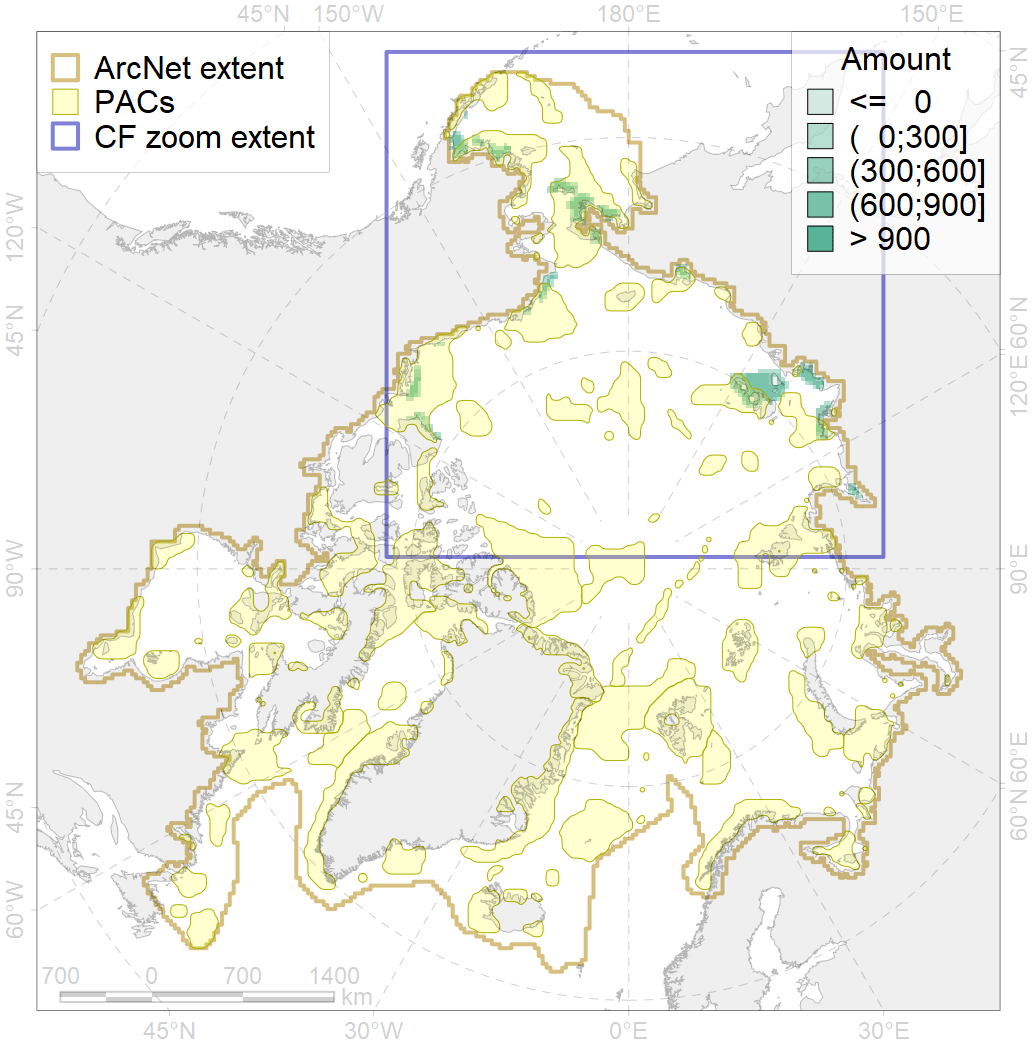 45°N 150°W 180°E 150°E
ArcNet extent
PACs
CF zoom extent
Amount
<= 0
( 0;300]
(300;600]
(600;900]
> 900
45°N
120°W
45°N
60°N
120°E
90°W
90°E
45°N
60°E
60°N
60°W
700 0 700 1400
km
45°N 30°W 0°E 30°E